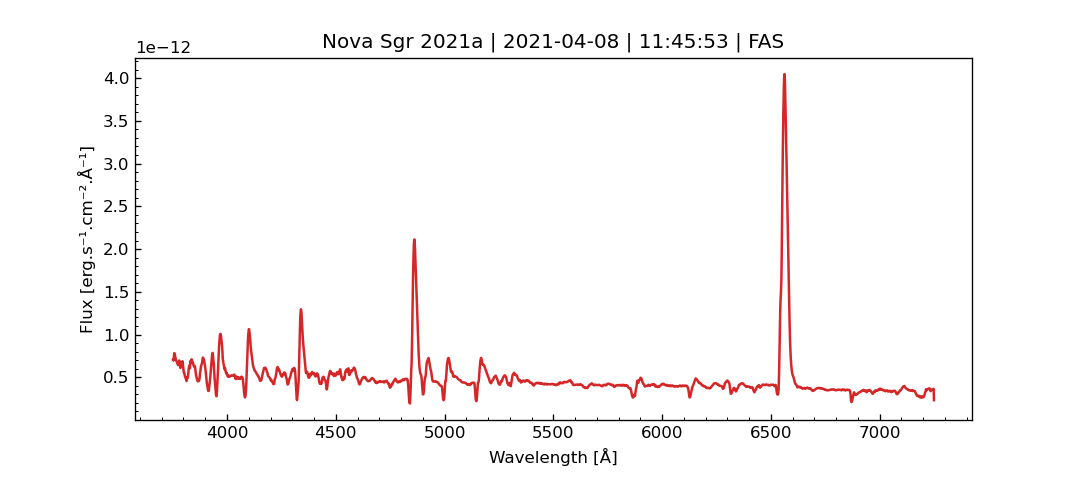 Nova Sgr 2021a | 2021-04-08 | 11:45:53 | FAS
1e−12
4.0
3.5
3.0
2.5
2.0
1.5
1.0
0.5
Flux [erg.s⁻¹.cm⁻².Å⁻¹]
4000 4500 5000 5500 6000 6500 7000
Wavelength [Å]